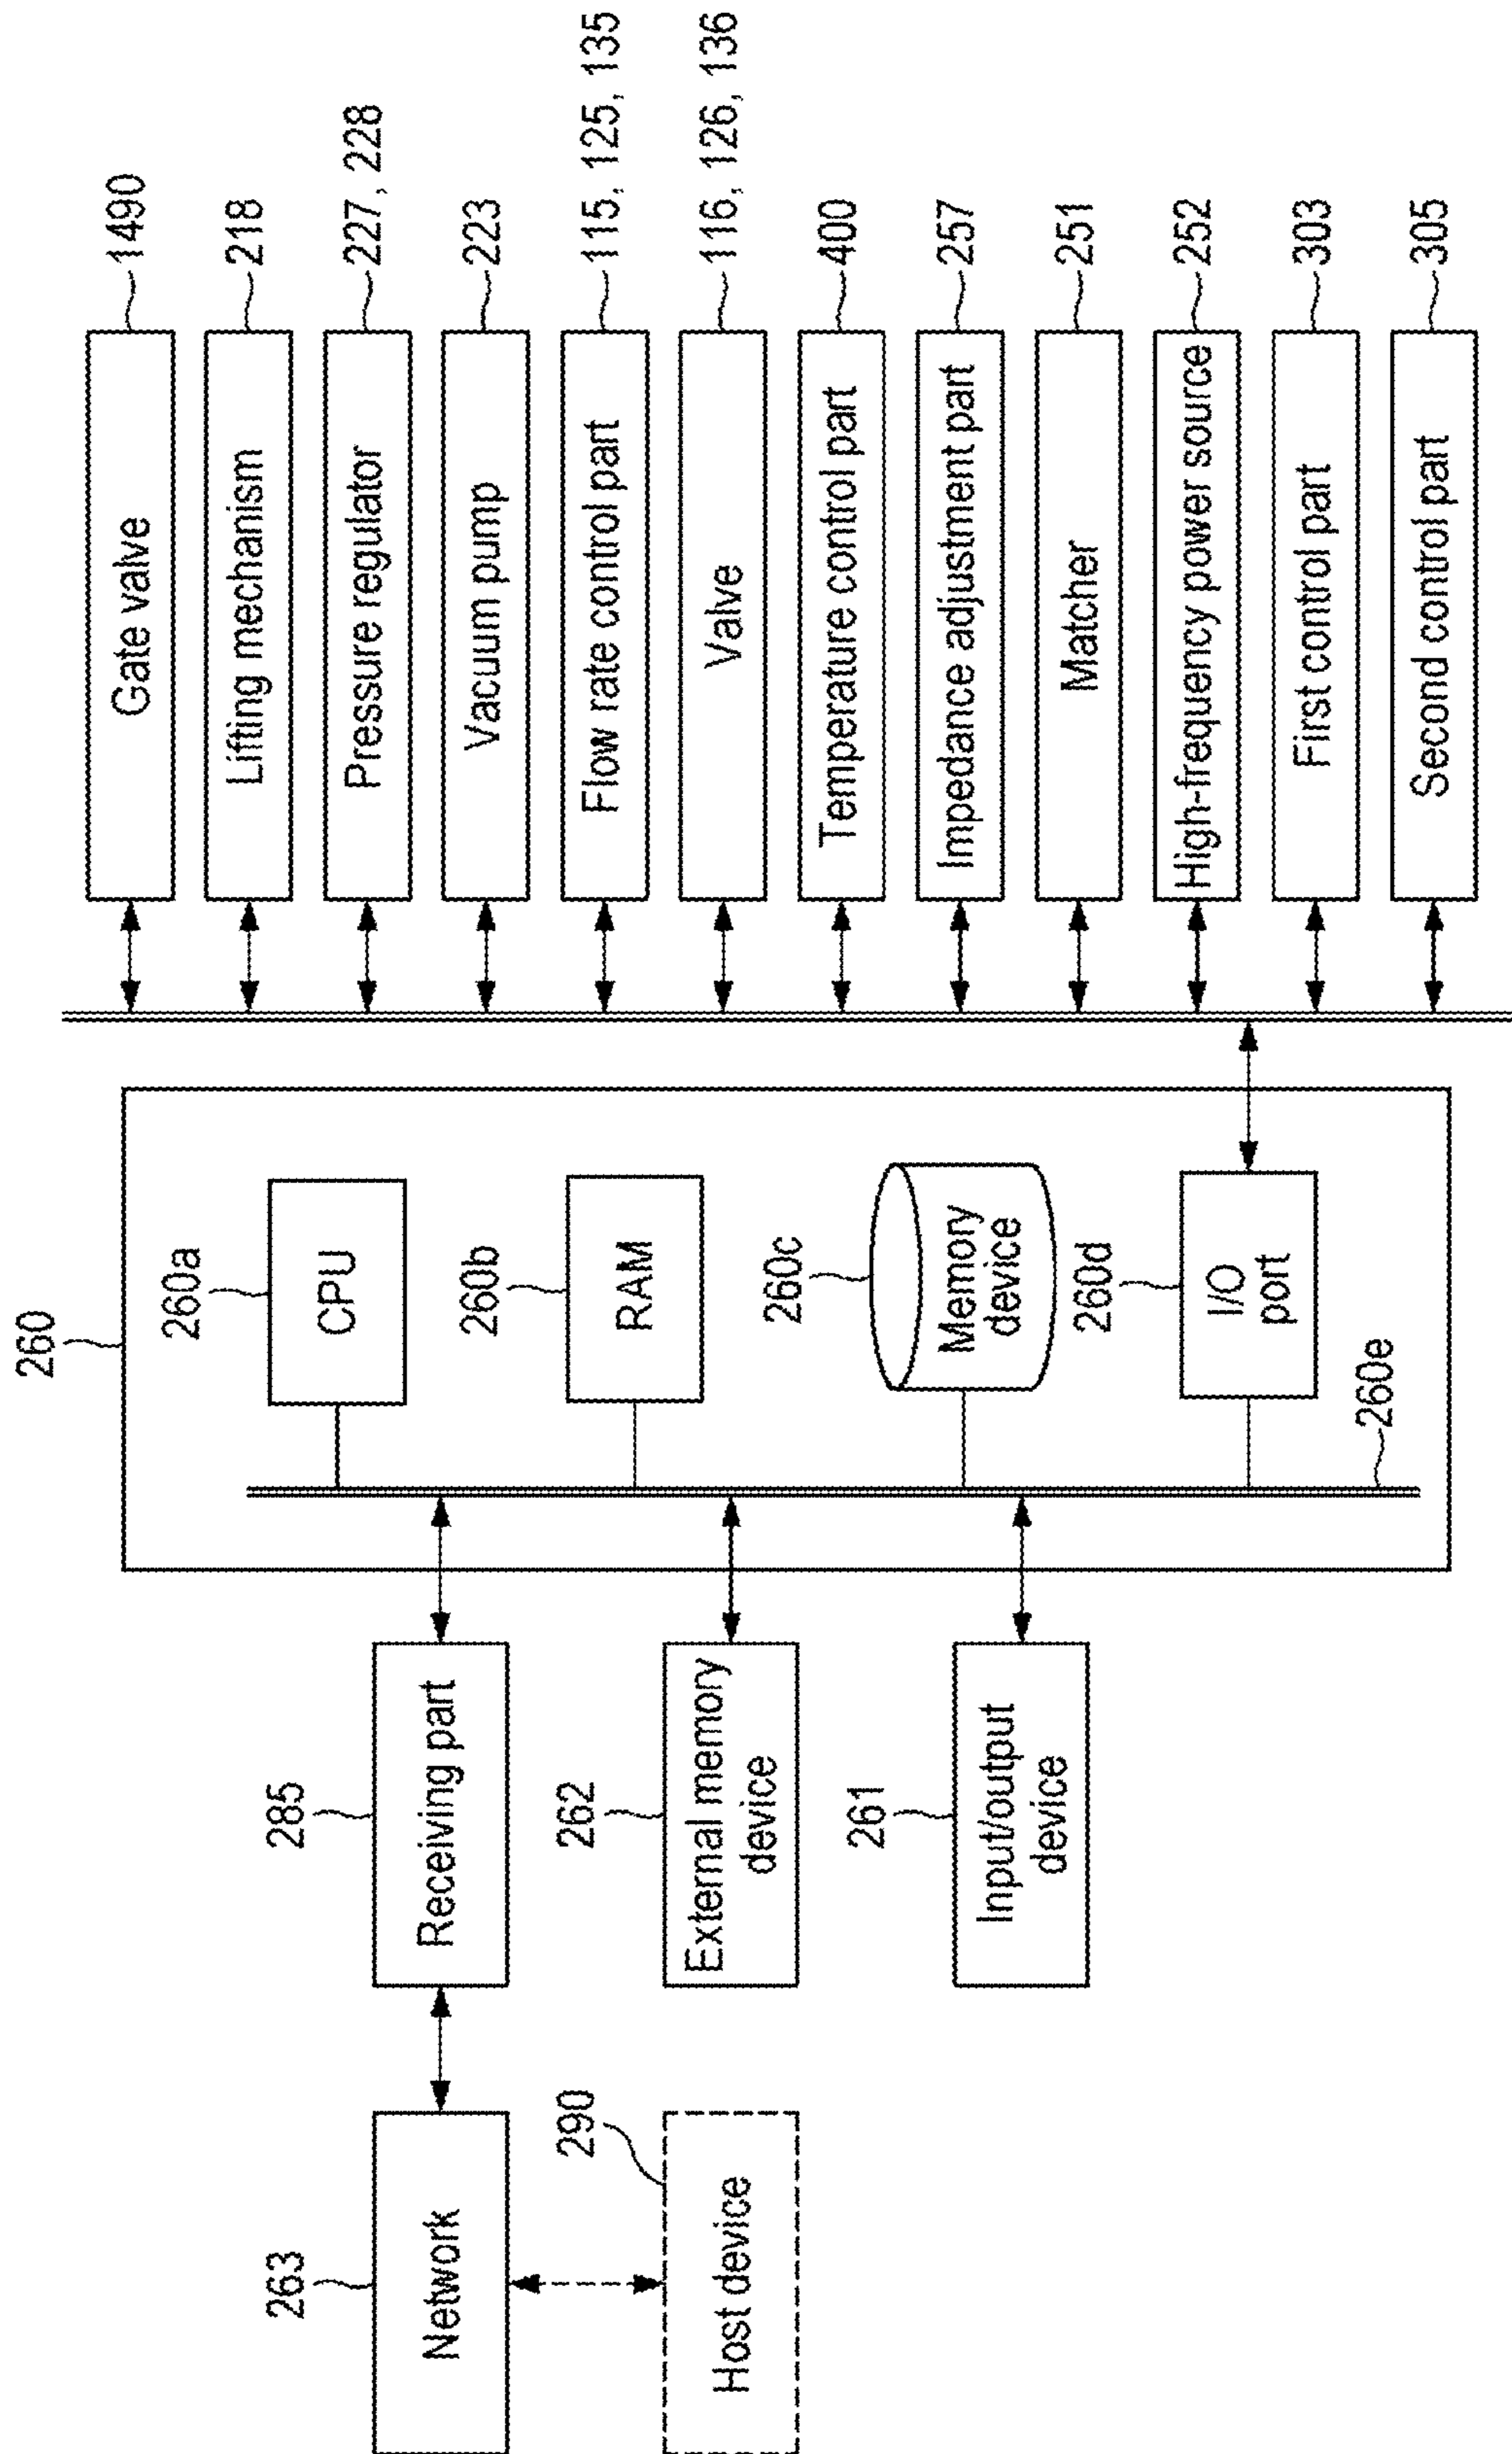 260
263
Network
290
Host device
285
Receiving part
262
External memory
device
261
Input/output
device
260a
CPU
260b
RAM
260c
Memory
device
260d
I/O
port
260e
Gate valve
1490
Lifting mechanism
218
Pressure regulator
227, 228
Vacuum pump
223
Flow rate control part
115, 125, 135
Valve
116, 126, 136
Temperature control part
400
Impedance adjustment part
257
Matcher
251
High-frequency power source
252
First control part
303
Second control part
305